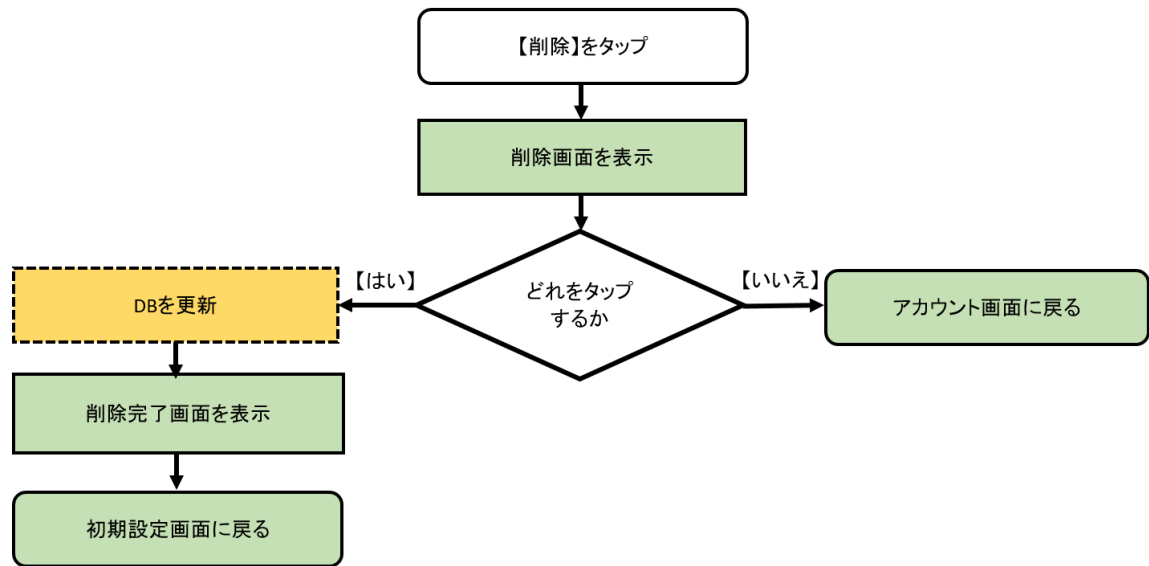 【削除】をタップ
削除画面を表示
【はい】
どれをタップ
するか
【いいえ】
DBを更新
アカウント画面に戻る
削除完了画面を表示
初期設定画面に戻る